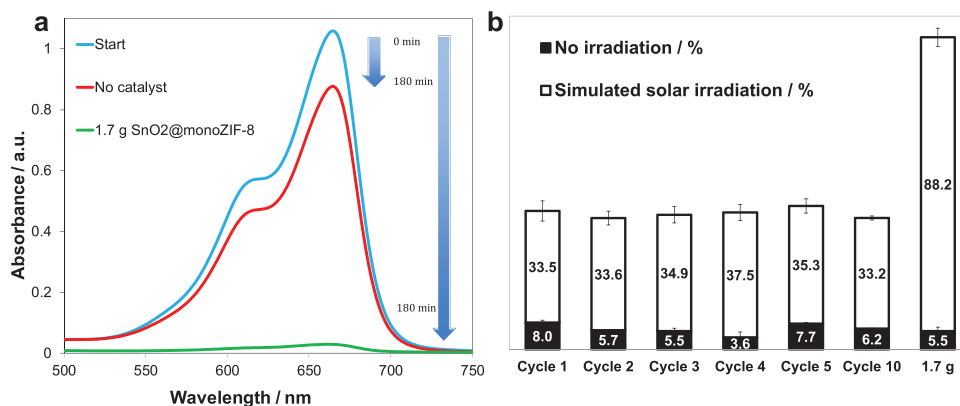 a
Absorbance / a.u.
1
0.8
0.6
0.4
0.2
0
500
550
600
650
700
750
Wavelength / nm
Start
No catalyst
1.7 g SnO2@monoZIF-8
0 min
180 min
180 min
b
No irradiation / %
Simulated solar irradiation / %
33.5
33.6
34.9
37.5
35.3
33.2
88.2
8.0
5.7
5.5
3.6
7.7
6.2
5.5
Cycle 1
Cycle 2
Cycle 3
Cycle 4
Cycle 5
Cycle 10
1.7 g